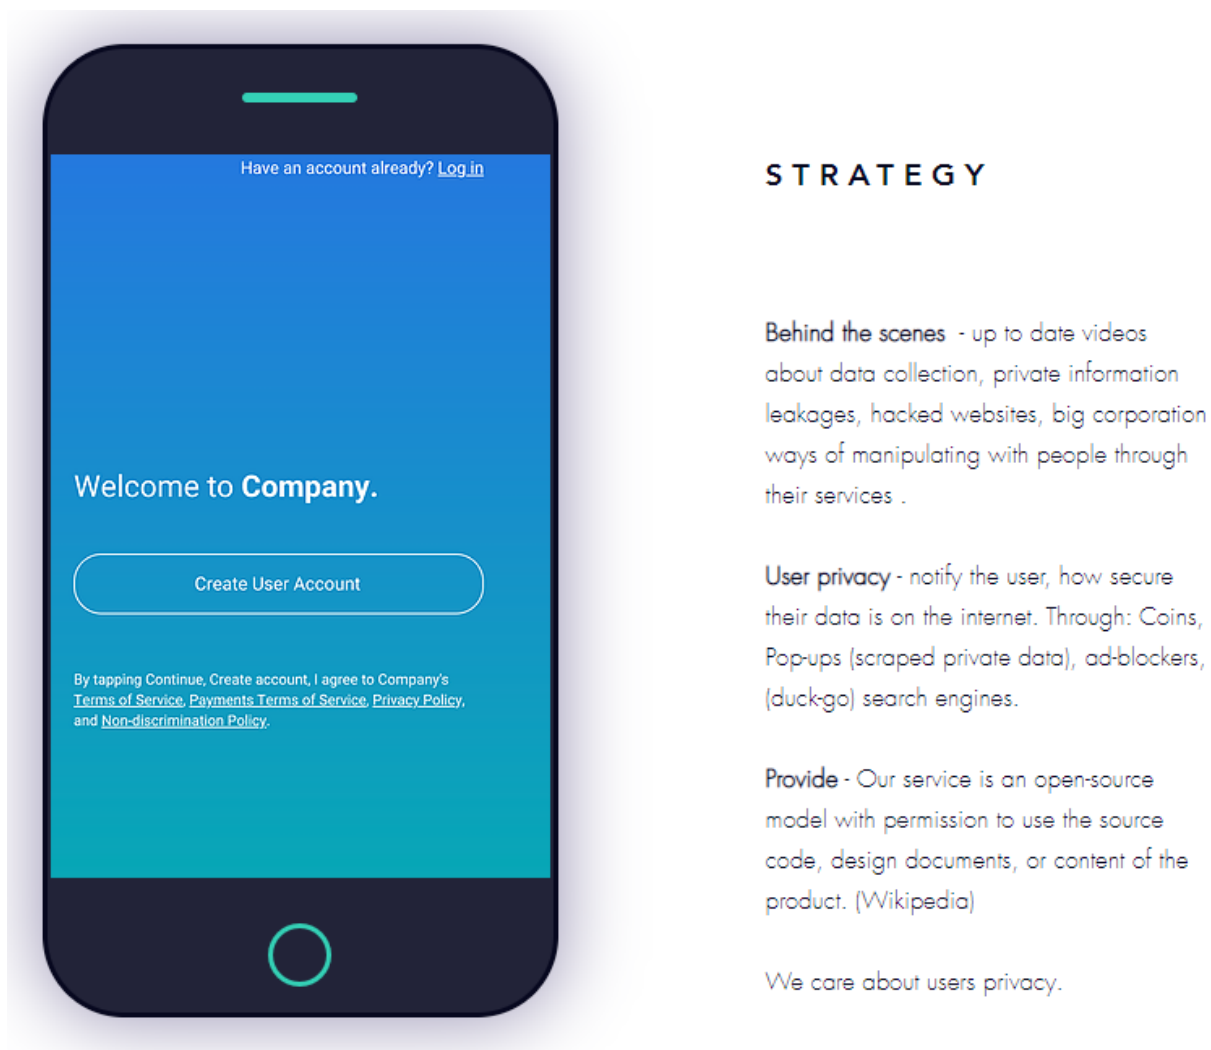 Have an account already? Log in
Welcome to Company.
Create User Account
By tapping Continue, Create account, I agree to Company's
Terms of Service, Payments Terms of Service, Privacy Policy,
and Non-discrimination Policy.
STRATEGY
Behind the scenes - up to date videos
about data collection, private information
leakages, hacked websites, big corporation
ways of manipulating with people through
their services .
User privacy - notify the user, how secure
their data is on the internet. Through: Coins,
Pop-ups (scraped private data), ad-blockers,
(duck-go) search engines.
Provide - Our service is an open-source
model with permission to use the source
code, design documents, or content of the
product. (Wikipedia)
We care about users privacy.